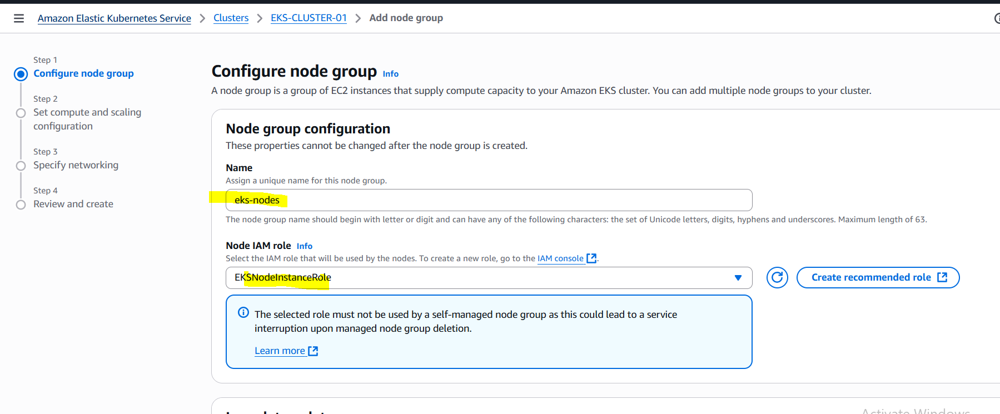 Amazon Elastic Kubernetes Service > Clusters > EKS-CLUSTER-01 > Add node group
Step 1
Configure node group
Step 2
Set compute and scaling
configuration
Step 3
Specify networking
Step 4
Review and create
Configure node group Info
A node group is a group of EC2 instances that supply compute capacity to your Amazon EKS cluster. You can add multiple node groups to your cluster.
Node group configuration
These properties cannot be changed after the node group is created.
Name
Assign a unique name for this node group.
eks-nodes
The node group name should begin with letter or digit and can have any of the following characters: the set of Unicode letters, digits, hyphens and underscores. Maximum length of 63.
Node IAM role Info
Select the IAM role that will be used by the nodes. To create a new role, go to the IAM console.
EKSNodeInstanceRole
Create recommended role
The selected role must not be used by a self-managed node group as this could lead to a service
interruption upon managed node group deletion.
Learn more
Activate Windows